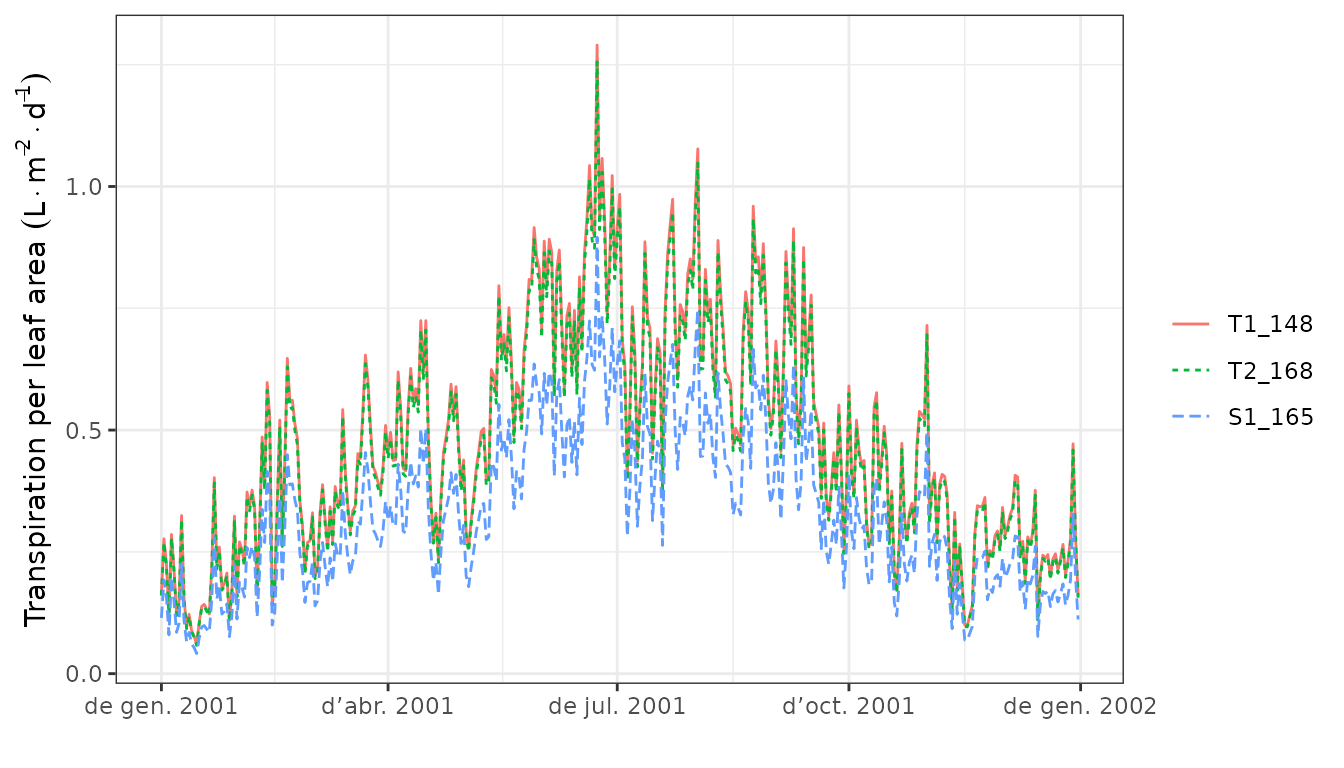 Transpiration per leaf area (L · m⁻² · d⁻¹)
1.0
0.5
0.0
de gen. 2001
d’abr. 2001
de jul. 2001
d’oct. 2001
de gen. 2002
T1_148
T2_168
S1_165